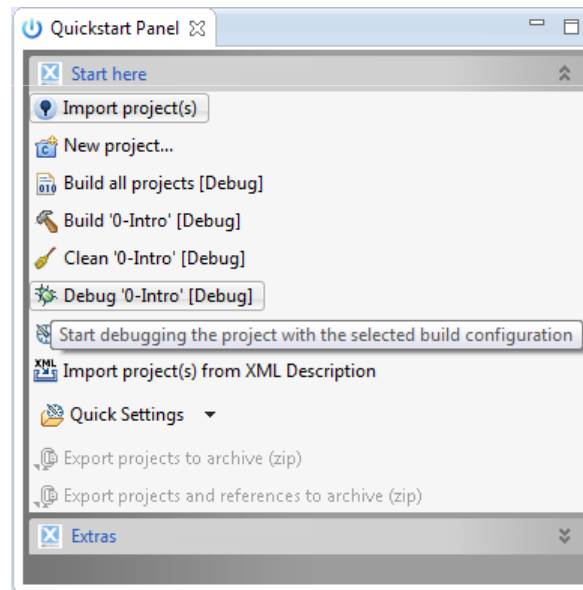 Quickstart Panel
Start here
Import project(s)
New project...
Build all projects [Debug]
Build '0-Intro' [Debug]
Clean '0-Intro' [Debug]
Debug '0-Intro' [Debug]
Start debugging the project with the selected build configuration
Import project(s) from XML Description
Quick Settings
Export projects to archive (zip)
Export projects and references to archive (zip)
Extras